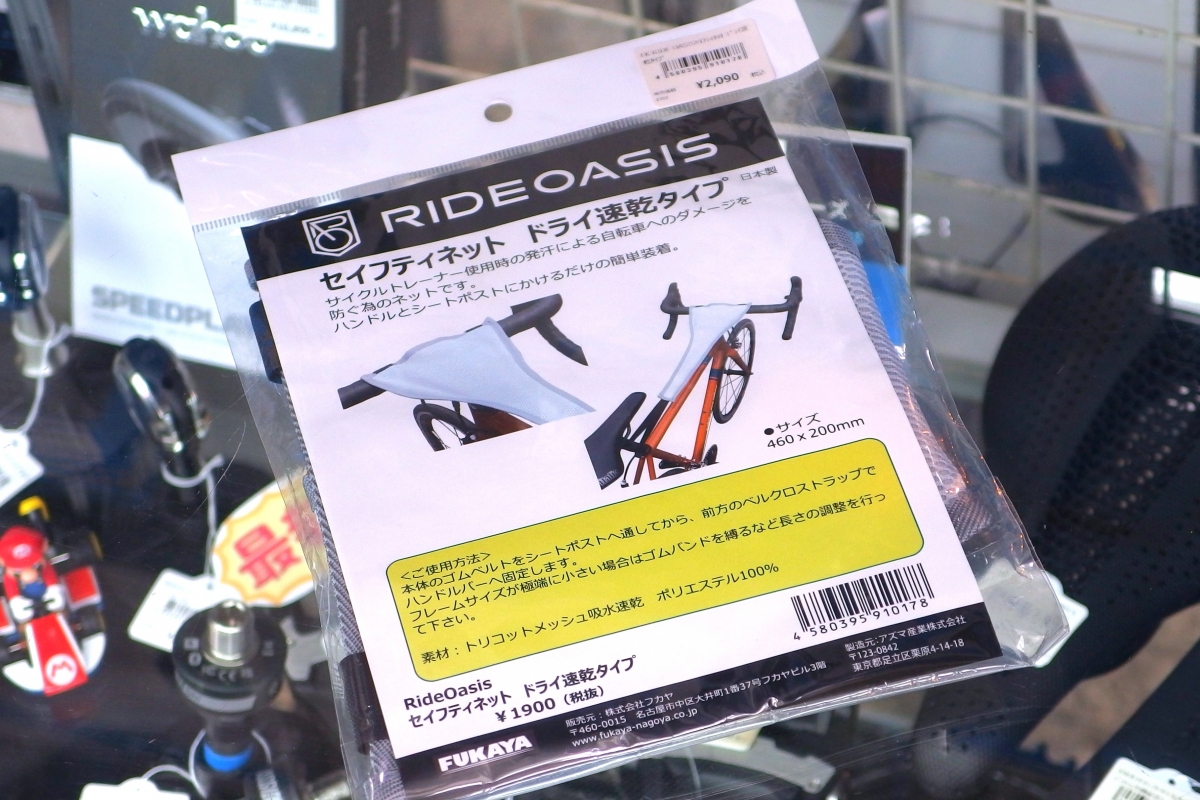 wahoo
4 580395 910178
¥2,090
RIDEOASIS
日本製
セイフティネット ドライ速乾タイプ
サイクルトレーナー使用時の発汗による自転車へのダメージを
防ぐ為のネットです。
ハンドルとシートポストにかけるだけの簡単装着。
SPEEDPLA
●サイズ
460 x 200mm
<ご使用方法>
本体のゴムベルトをシートポストへ通してから、前方のベルクロストラップで
ハンドルバーへ固定します。
フレームサイズが極端に小さい場合はゴムバンドを縛るなど長さの調整を行っ
て下さい。
素材：トリコットメッシュ吸水速乾 ポリエステル100%
最
4 580395 910178
RideOasis
セイフティネット ドライ速乾タイプ
¥1900（税抜）
FUKAYA
販売元：株式会社フカヤ
〒460-0015 名古屋市中区大井町1番37号フカヤビル3階
www.fukaya-nagoya.co.jp
製造元：アズマ産業株式会社
〒123-0842
東京都足立区栗原4-14-18
M